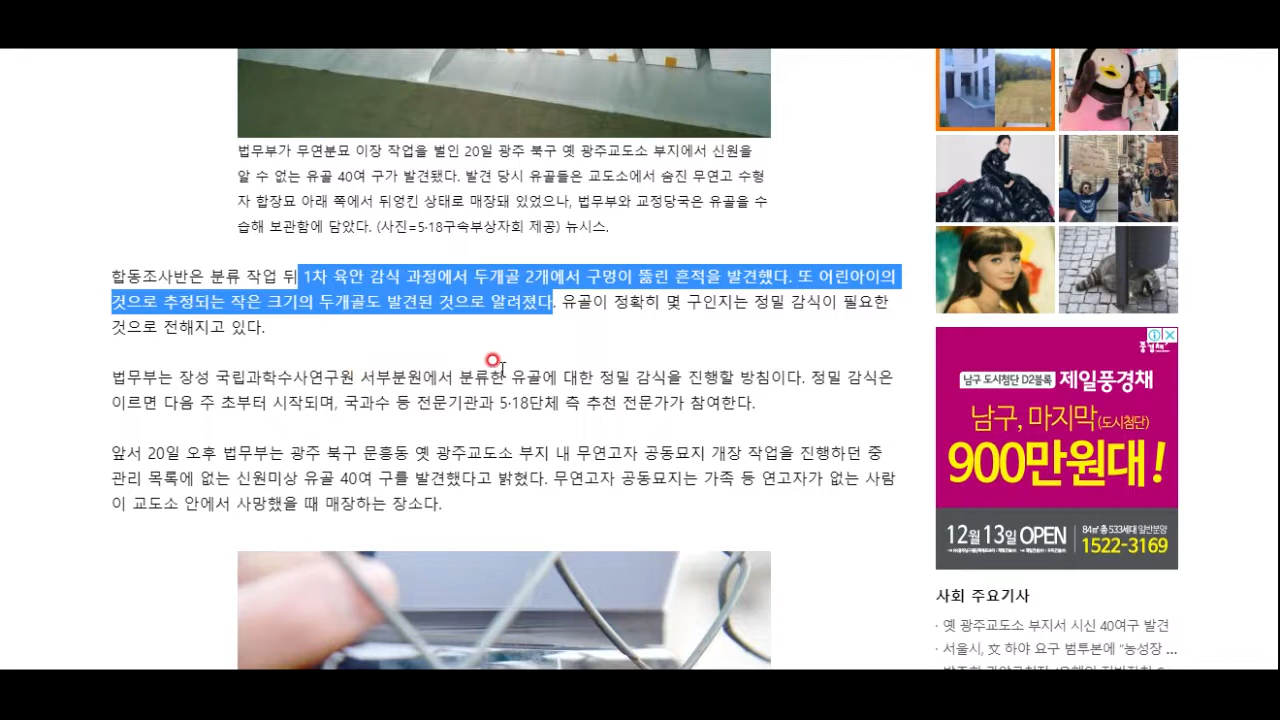 법무부가 무연분묘 이장 작업을 벌인 20일 광주 북구 옛 광주교도소 부지에서 신원을
알 수 없는 유골 40여 구가 발견됐다. 발견 당시 유골들은 교도소에서 숨진 무연고 수형
자 합장묘 아래 쪽에서 뒤엉킨 상태로 매장돼 있었으나, 법무부와 교정당국은 유골을 수
습해 보관함에 담았다. (사진=5·18구속부상자회 제공) 뉴시스.
합동조사반은 분류 작업 뒤 1차 육안 감식 과정에서 두개골 2개에서 구멍이 뚫린 흔적을 발견했다. 또 어린아이의
것으로 추정되는 작은 크기의 두개골도 발견된 것으로 알려졌다. 유골이 정확히 몇 구인지는 정밀 감식이 필요한
것으로 전해지고 있다.
법무부는 장성 국립과학수사연구원 서부분원에서 분류한 유골에 대한 정밀 감식을 진행할 방침이다. 정밀 감식은
이르면 다음 주 초부터 시작되며, 국과수 등 전문기관과 5·18단체 측 추천 전문가가 참여한다.
앞서 20일 오후 법무부는 광주 북구 문흥동 옛 광주교도소 부지 내 무연고자 공동묘지 개장 작업을 진행하던 중
관리 목록에 없는 신원미상 유골 40여 구를 발견했다고 밝혔다. 무연고자 공동묘지는 가족 등 연고자가 없는 사람
이 교도소 안에서 사망했을 때 매장하는 장소다.
풍경채
남구 도시첨단 D2블록 제일풍경채
남구, 마지막(도시첨단)
900만원대!
12월 13일 OPEN
84㎡ 총 533세대 일반분양
1522-3169
사회 주요기사
· 옛 광주교도소 부지서 시신 40여구 발견
· 서울시, 文 하야 요구 범투본에 “농성장 ...